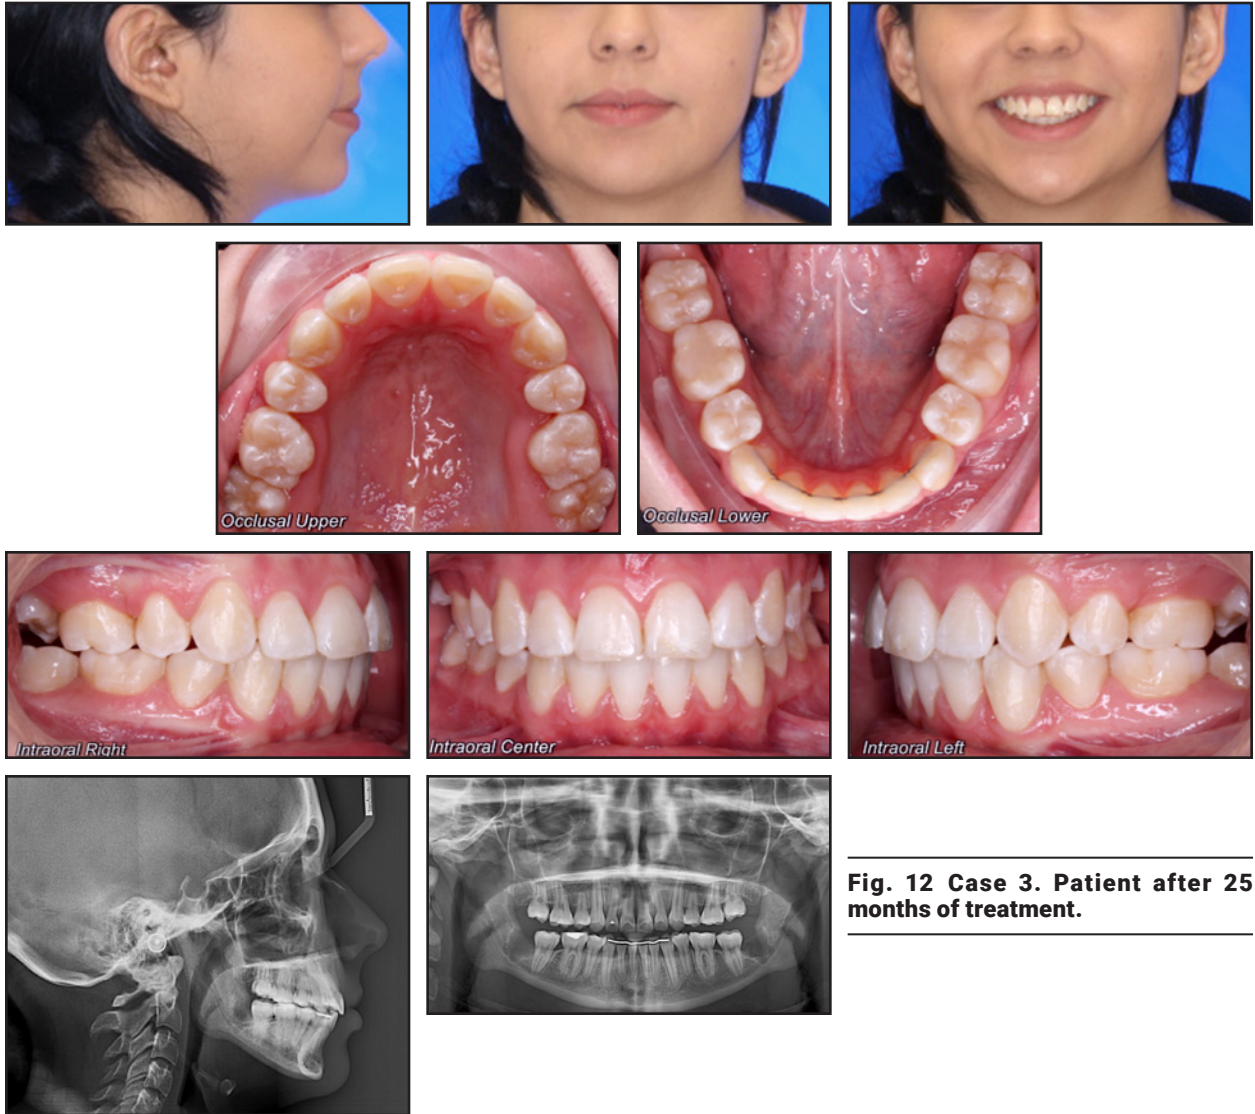 Occlusal Upper
Occlusal Lower
Intraoral Right
Intraoral Center
Intraoral Left
Fig. 12 Case 3. Patient after 25
months of treatment.